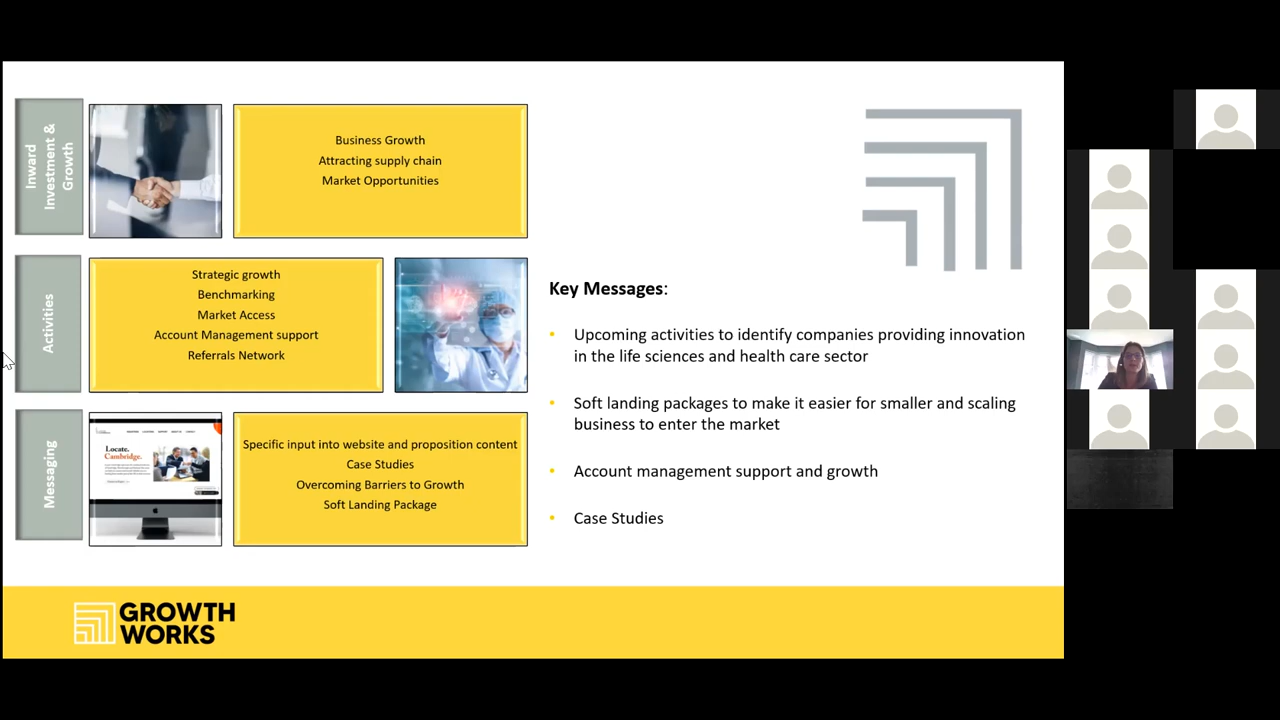 Inward
Investment &
Growth
Business Growth
Attracting supply chain
Market Opportunities
Activities
Strategic growth
Benchmarking
Market Access
Account Management support
Referrals Network
Messaging
Locate.
Cambridge.
Specific input into website and proposition content
Case Studies
Overcoming Barriers to Growth
Soft Landing Package
Key Messages:
• Upcoming activities to identify companies providing innovation
in the life sciences and health care sector
• Soft landing packages to make it easier for smaller and scaling
business to enter the market
• Account management support and growth
• Case Studies
GROWTH
WORKS